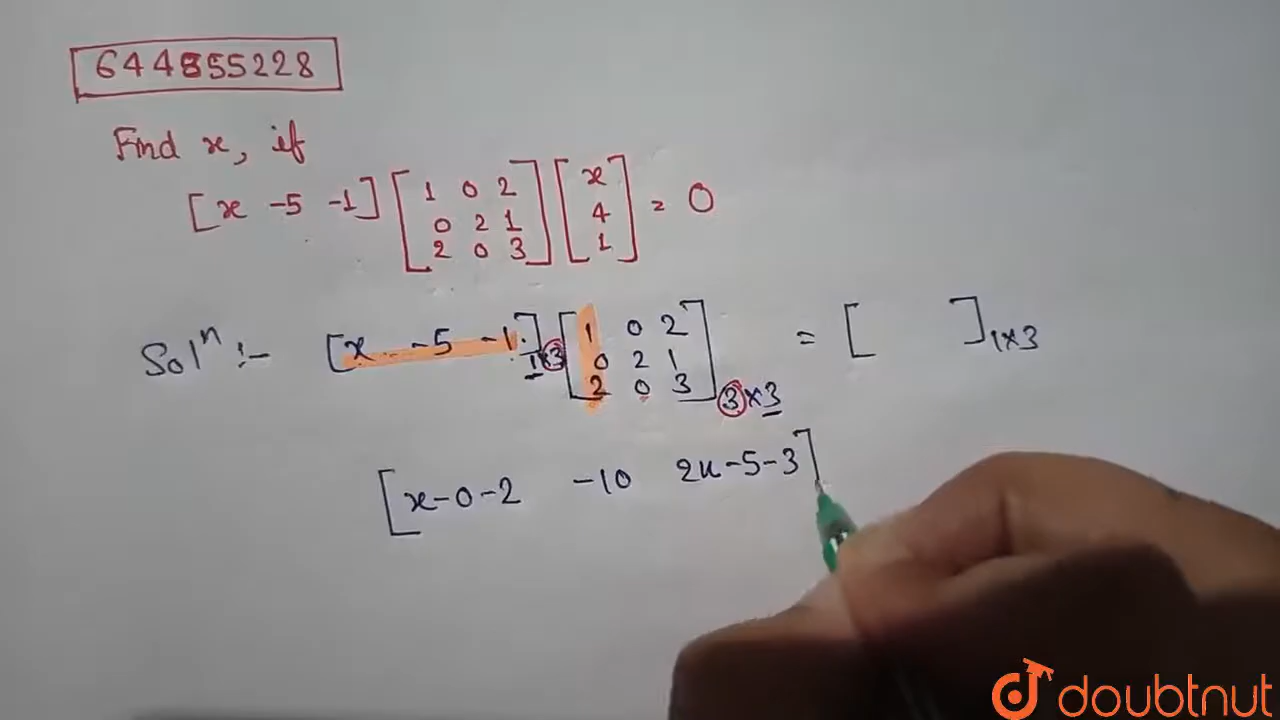 644855228
Find x, if
[x -5 -1] [1 0 2 [x
0 2 1 4 = 0
2 0 3] 1]
Solⁿ :- [x -5 -1]1×3 [1 0 2
0 2 1 = [ ]1×3
2 0 3]3×3
[x-0-2 -10 2x-5-3]
doubtnut